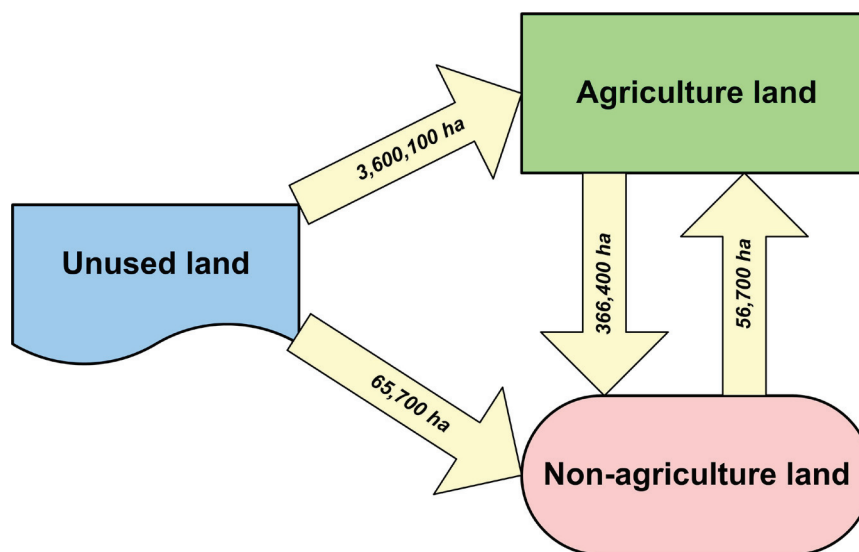 Agriculture land
3,600,100 ha
Unused land
366,400 ha
56,700 ha
65,700 ha
Non-agriculture land